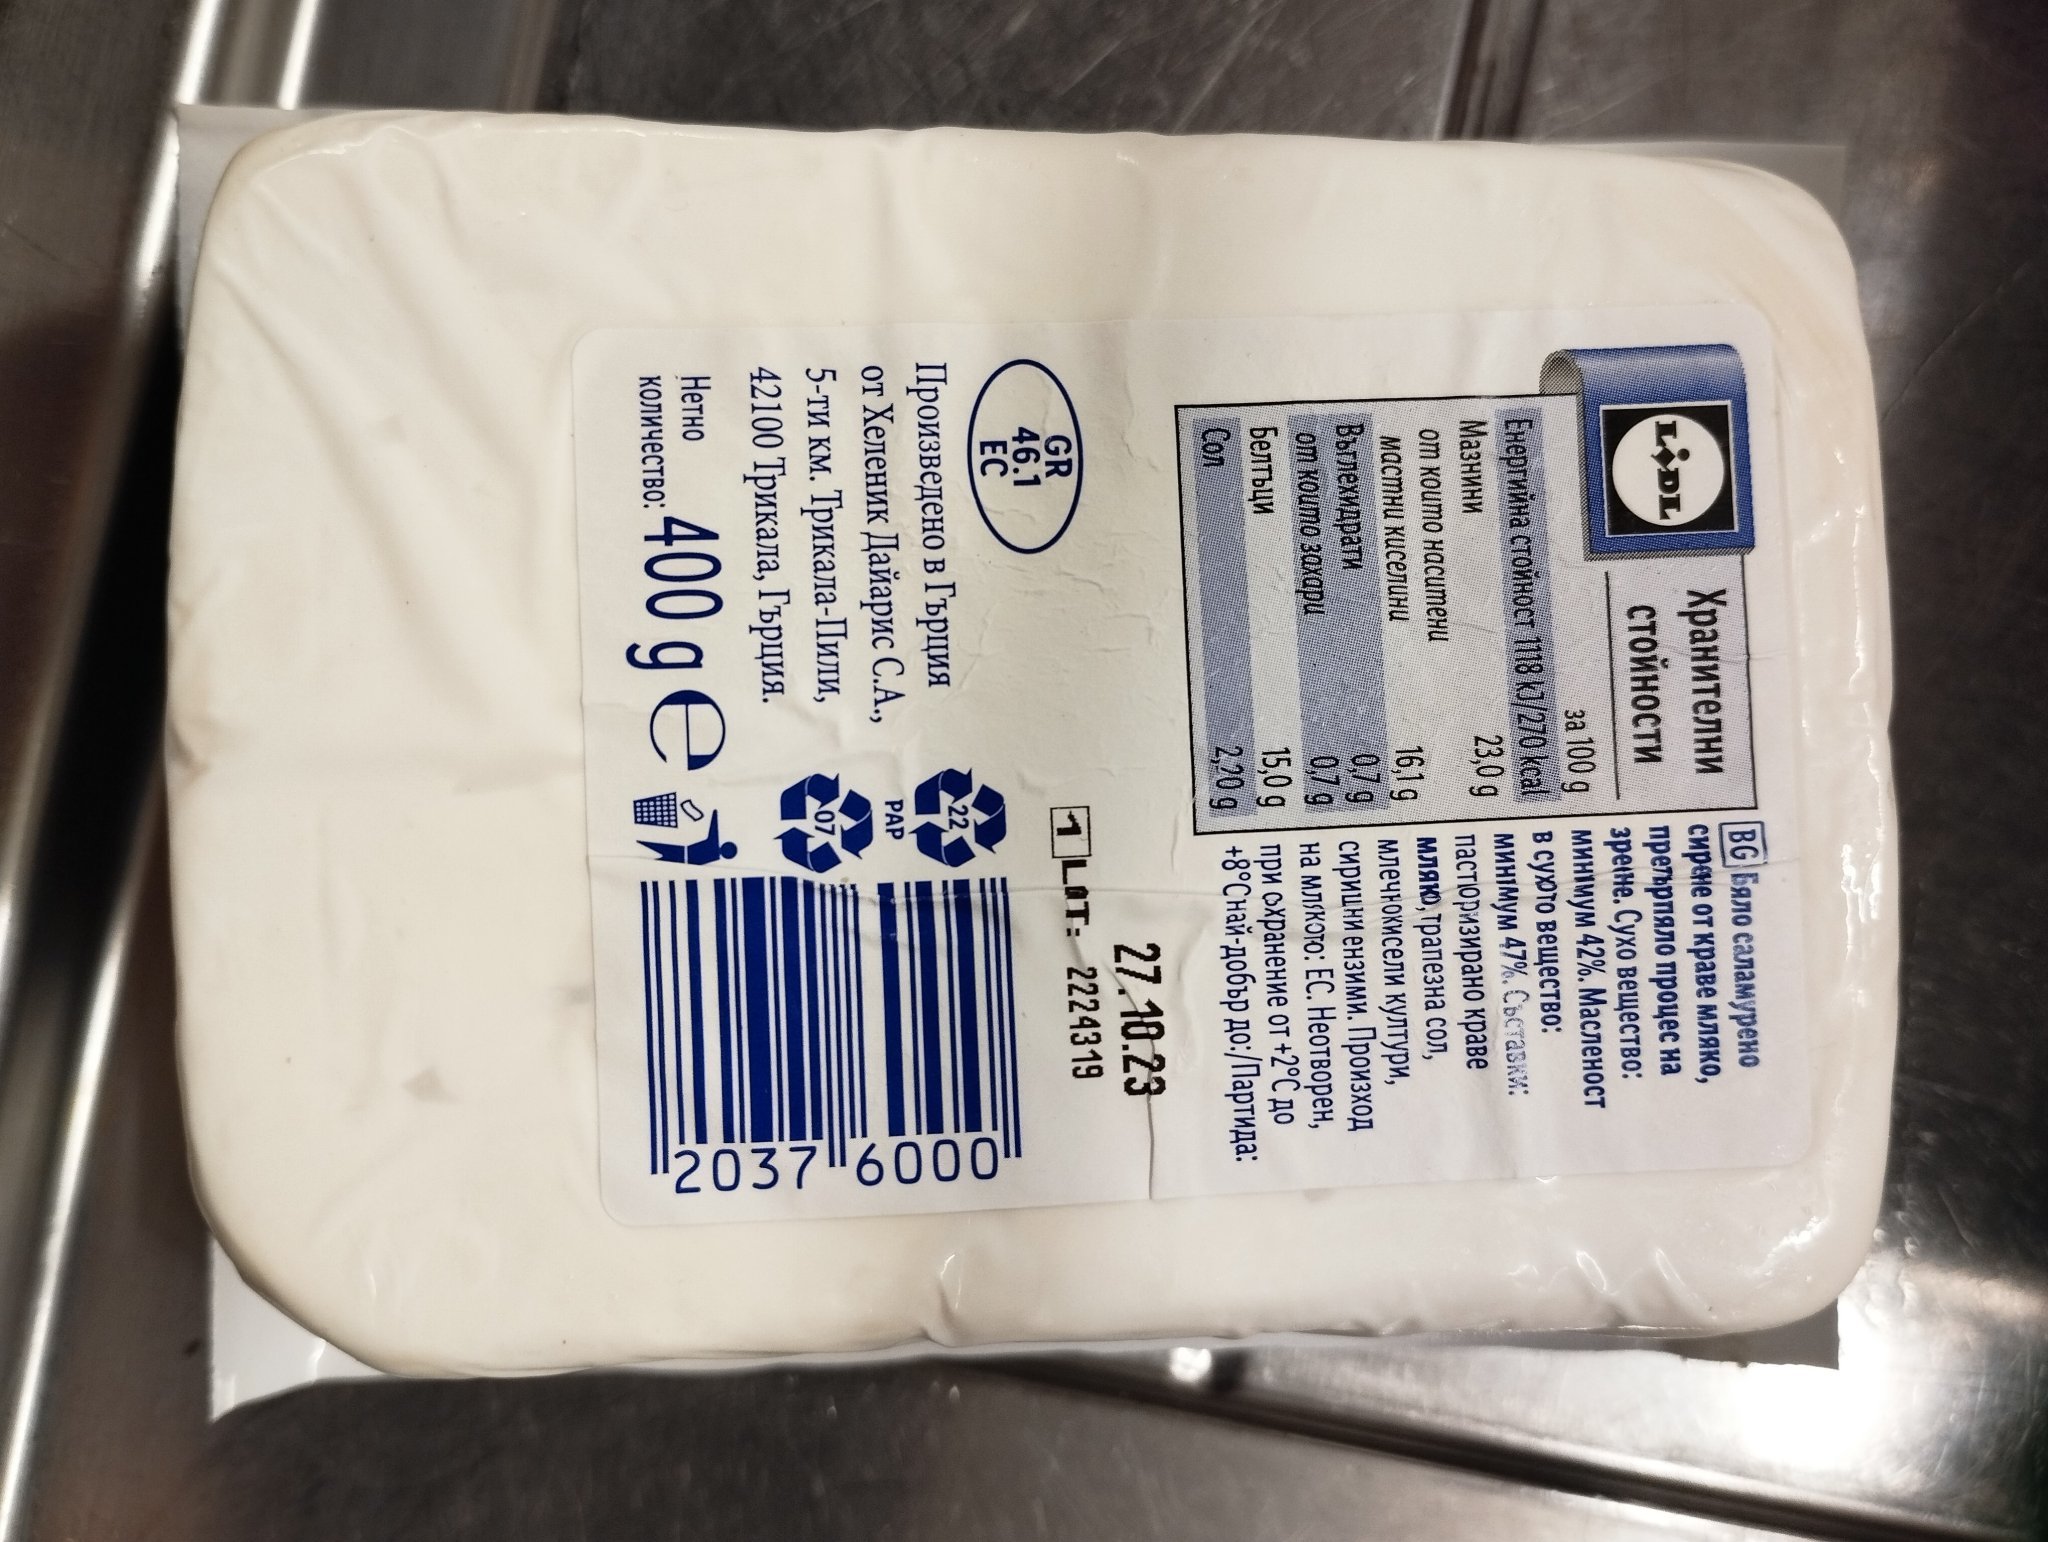 LIDL
Хранителни
стойности
за 100 g
Енергийна стойност 1118 kJ/270 kcal
Мазнини 23,0 g
от които наситени
мастни киселини 16,1 g
Въглехидрати 0,7 g
от които захари 0,7 g
Белтъци 15,0 g
Сол 2,20 g
BG Бяло саламурено
сирене от краве мляко,
претърпяло процес на
зреене. Сухо вещество:
минимум 42%. Масленост
в сухото вещество:
минимум 47%. Съставки:
пастьоризирано краве
мляко, трапезна сол,
млечнокисели култури,
сирищни ензими. Произход
на млякото: ЕС. Неотворен,
при съхранение от +2°C до
+8°C най-добър до:/Партида:
27.10.23
1 LOT: 2224319
GR
46.1
EC
Произведено в Гърция
от Хеленик Дайарис С.А.,
5-ти км. Трикала-Пили,
42100 Трикала, Гърция.
Нетно
количество: 400 g e
22
PAP
07
2037 6000